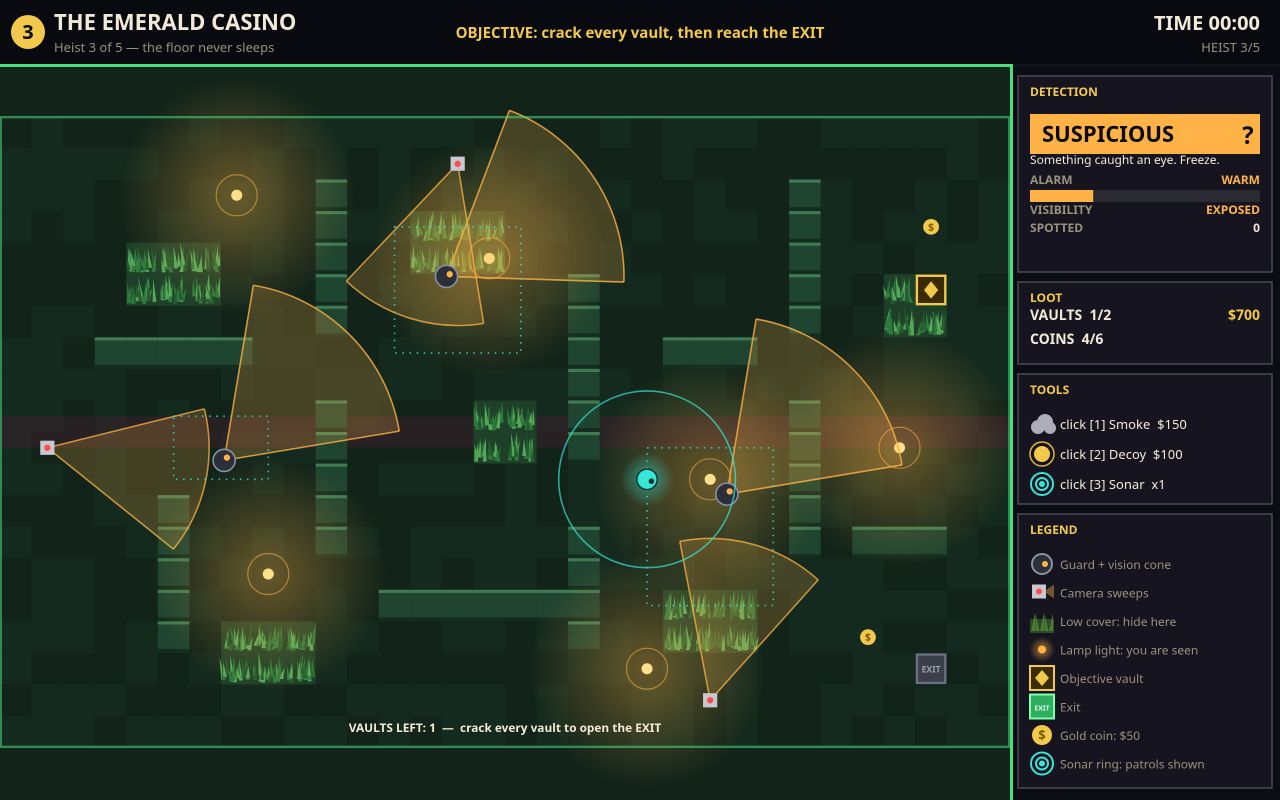 3
THE EMERALD CASINO
Heist 3 of 5 — the floor never sleeps
OBJECTIVE: crack every vault, then reach the EXIT
TIME 00:00
HEIST 3/5
DETECTION
SUSPICIOUS ?
Something caught an eye. Freeze.
ALARM WARM
VISIBILITY EXPOSED
SPOTTED 0
LOOT
VAULTS 1/2 $700
COINS 4/6
TOOLS
click [1] Smoke $150
click [2] Decoy $100
click [3] Sonar x1
LEGEND
Guard + vision cone
Camera sweeps
Low cover: hide here
Lamp light: you are seen
Objective vault
EXIT Exit
$ Gold coin: $50
Sonar ring: patrols shown
$
$
EXIT
VAULTS LEFT: 1 — crack every vault to open the EXIT